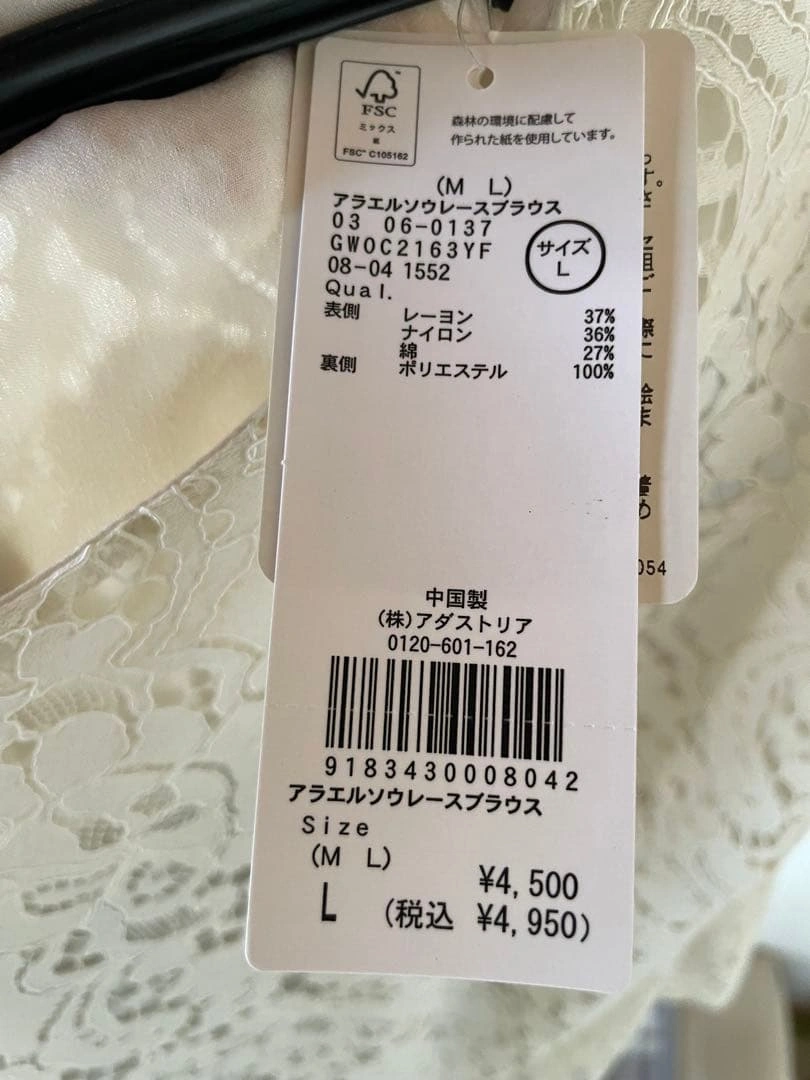 FSC
ミックス
紙
FSC™ C105162
森林の環境に配慮して
作られた紙を使用しています。
(M L)
アラエルソウレースブラウス
03 06-0137
GW0C2163YF
08-04 1552
サイズ
L
Qual.
表側 レーヨン 37%
ナイロン 36%
綿 27%
裏側 ポリエステル 100%
中国製
(株)アダストリア
0120-601-162
9183430008042
アラエルソウレースブラウス
Size
(M L)
L
¥4,500
(税込 ¥4,950)
054